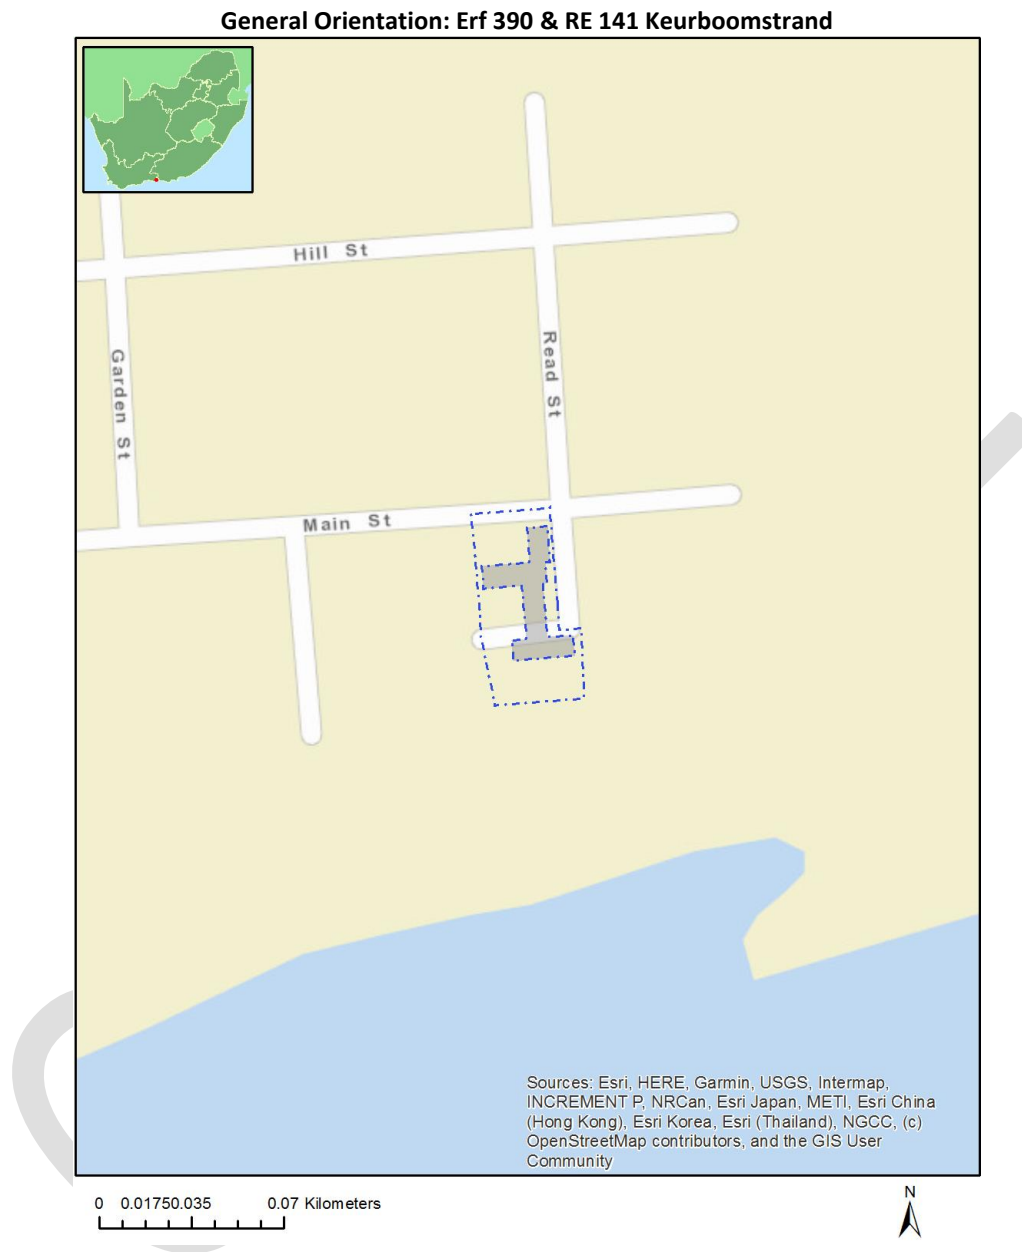 General Orientation: Erf 390 & RE 141 Keurboomstrand
Hill St
Read St
Garden St
Main St
Sources: Esri, HERE, Garmin, USGS, Intermap,
INCREMENT P, NRCan, Esri Japan, METI, Esri China
(Hong Kong), Esri Korea, Esri (Thailand), NGCC, (c)
OpenStreetMap contributors, and the GIS User
Community
0 0.01750.035 0.07 Kilometers
N